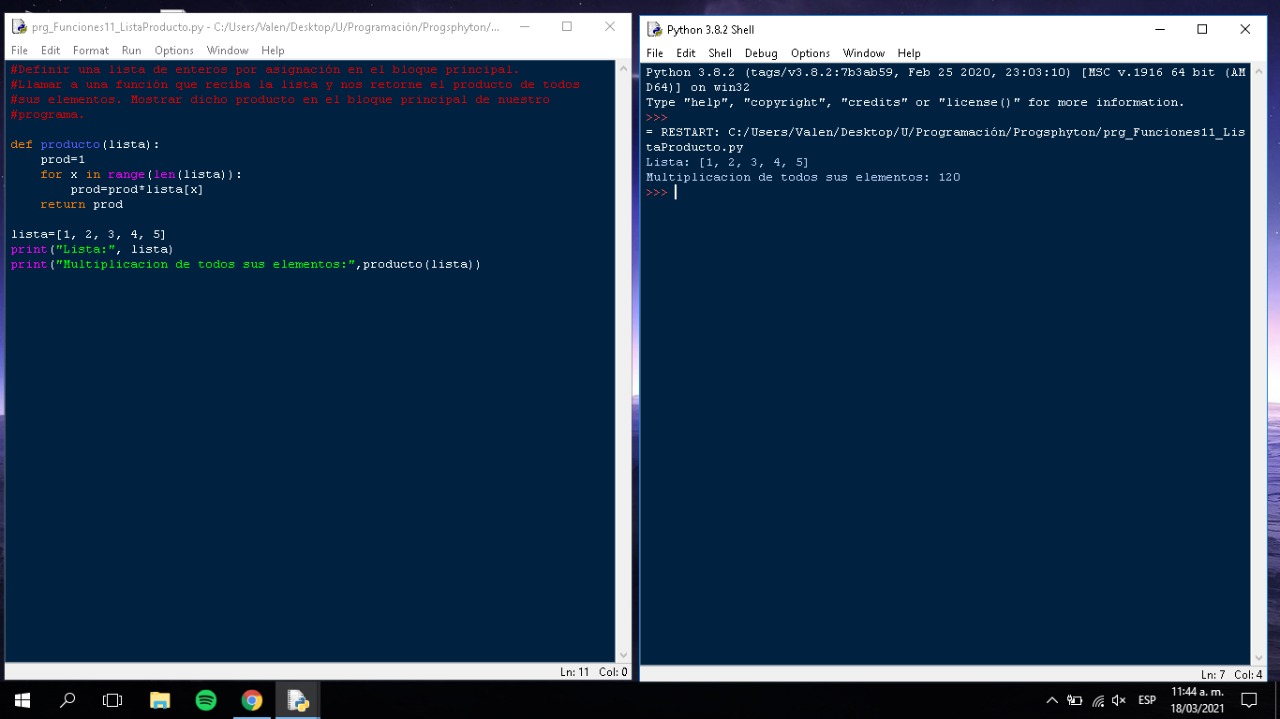 prg_Funciones11_ListaProducto.py - C:/Users/Valen/Desktop/U/Programación/Progsphyton/...
File Edit Format Run Options Window Help
#Definir una lista de enteros por asignación en el bloque principal.
#Llamar a una función que reciba la lista y nos retorne el producto de todos
#sus elementos. Mostrar dicho producto en el bloque principal de nuestro
#programa.
def producto(lista):
    prod=1
    for x in range(len(lista)):
        prod=prod*lista[x]
    return prod
lista=[1, 2, 3, 4, 5]
print("Lista:", lista)
print("Multiplicacion de todos sus elementos:",producto(lista))
Ln: 11 Col: 0
Python 3.8.2 Shell
File Edit Shell Debug Options Window Help
Python 3.8.2 (tags/v3.8.2:7b3ab59, Feb 25 2020, 23:03:10) [MSC v.1916 64 bit (AM
D64)] on win32
Type "help", "copyright", "credits" or "license()" for more information.
>>>
= RESTART: C:/Users/Valen/Desktop/U/Programación/Progsphyton/prg_Funciones11_Lis
taProducto.py
Lista: [1, 2, 3, 4, 5]
Multiplicacion de todos sus elementos: 120
>>>
Ln: 7 Col: 4
ESP
11:44 a. m.
18/03/2021